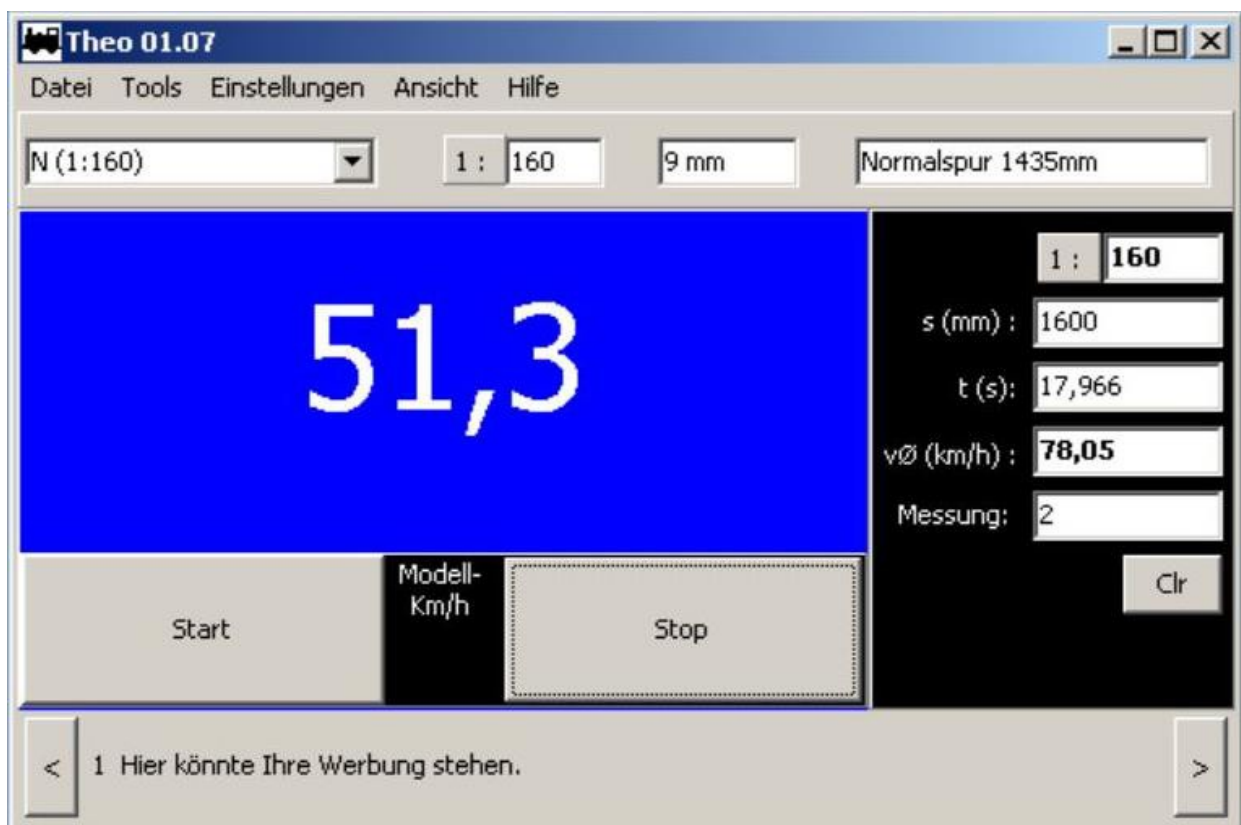 Theo 01.07
Datei Tools Einstellungen Ansicht Hilfe
N (1:160) 1 : 160 9 mm Normalspur 1435mm
51,3
1 : 160
s (mm) : 1600
t (s): 17,966
vØ (km/h) : 78,05
Messung: 2
Clr
Start
Modell-
Km/h
Stop
< 1 Hier könnte Ihre Werbung stehen. >